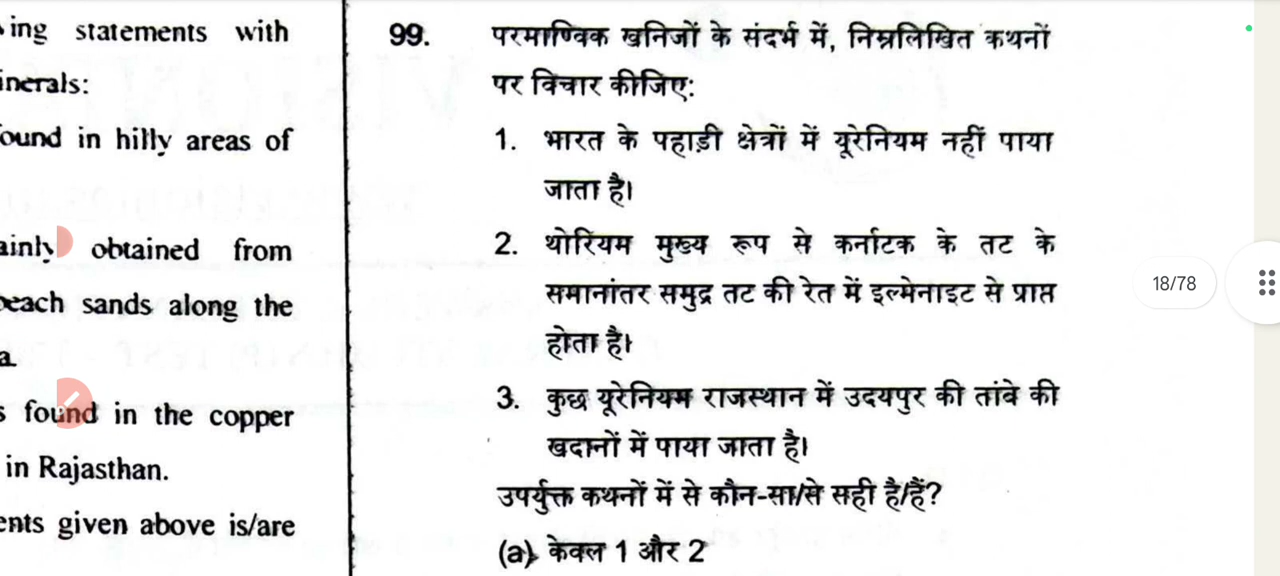 ing statements with
inerals:
ound in hilly areas of
ainly obtained from
each sands along the
a
s found in the copper
in Rajasthan.
ents given above is/are
99. परमाण्विक खनिजों के संदर्भ में, निम्नलिखित कथनों
पर विचार कीजिए:
1. भारत के पहाड़ी क्षेत्रों में यूरेनियम नहीं पाया
जाता है।
2. थोरियम मुख्य रूप से कर्नाटक के तट के
समानांतर समुद्र तट की रेत में इल्मेनाइट से प्राप्त
होता है।
3. कुछ यूरेनियम राजस्थान में उदयपुर की तांबे की
खदानों में पाया जाता है।
उपर्युक्त कथनों में से कौन-सा/से सही है/हैं?
(a) केवल 1 और 2
18/78